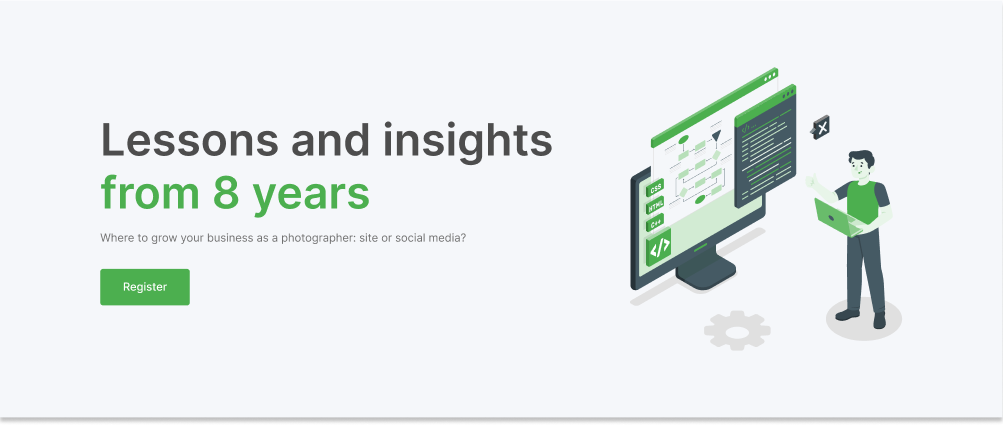 Lessons and insights
from 8 years
Where to grow your business as a photographer: site or social media?
Register
CSS
HTML
C++
</>